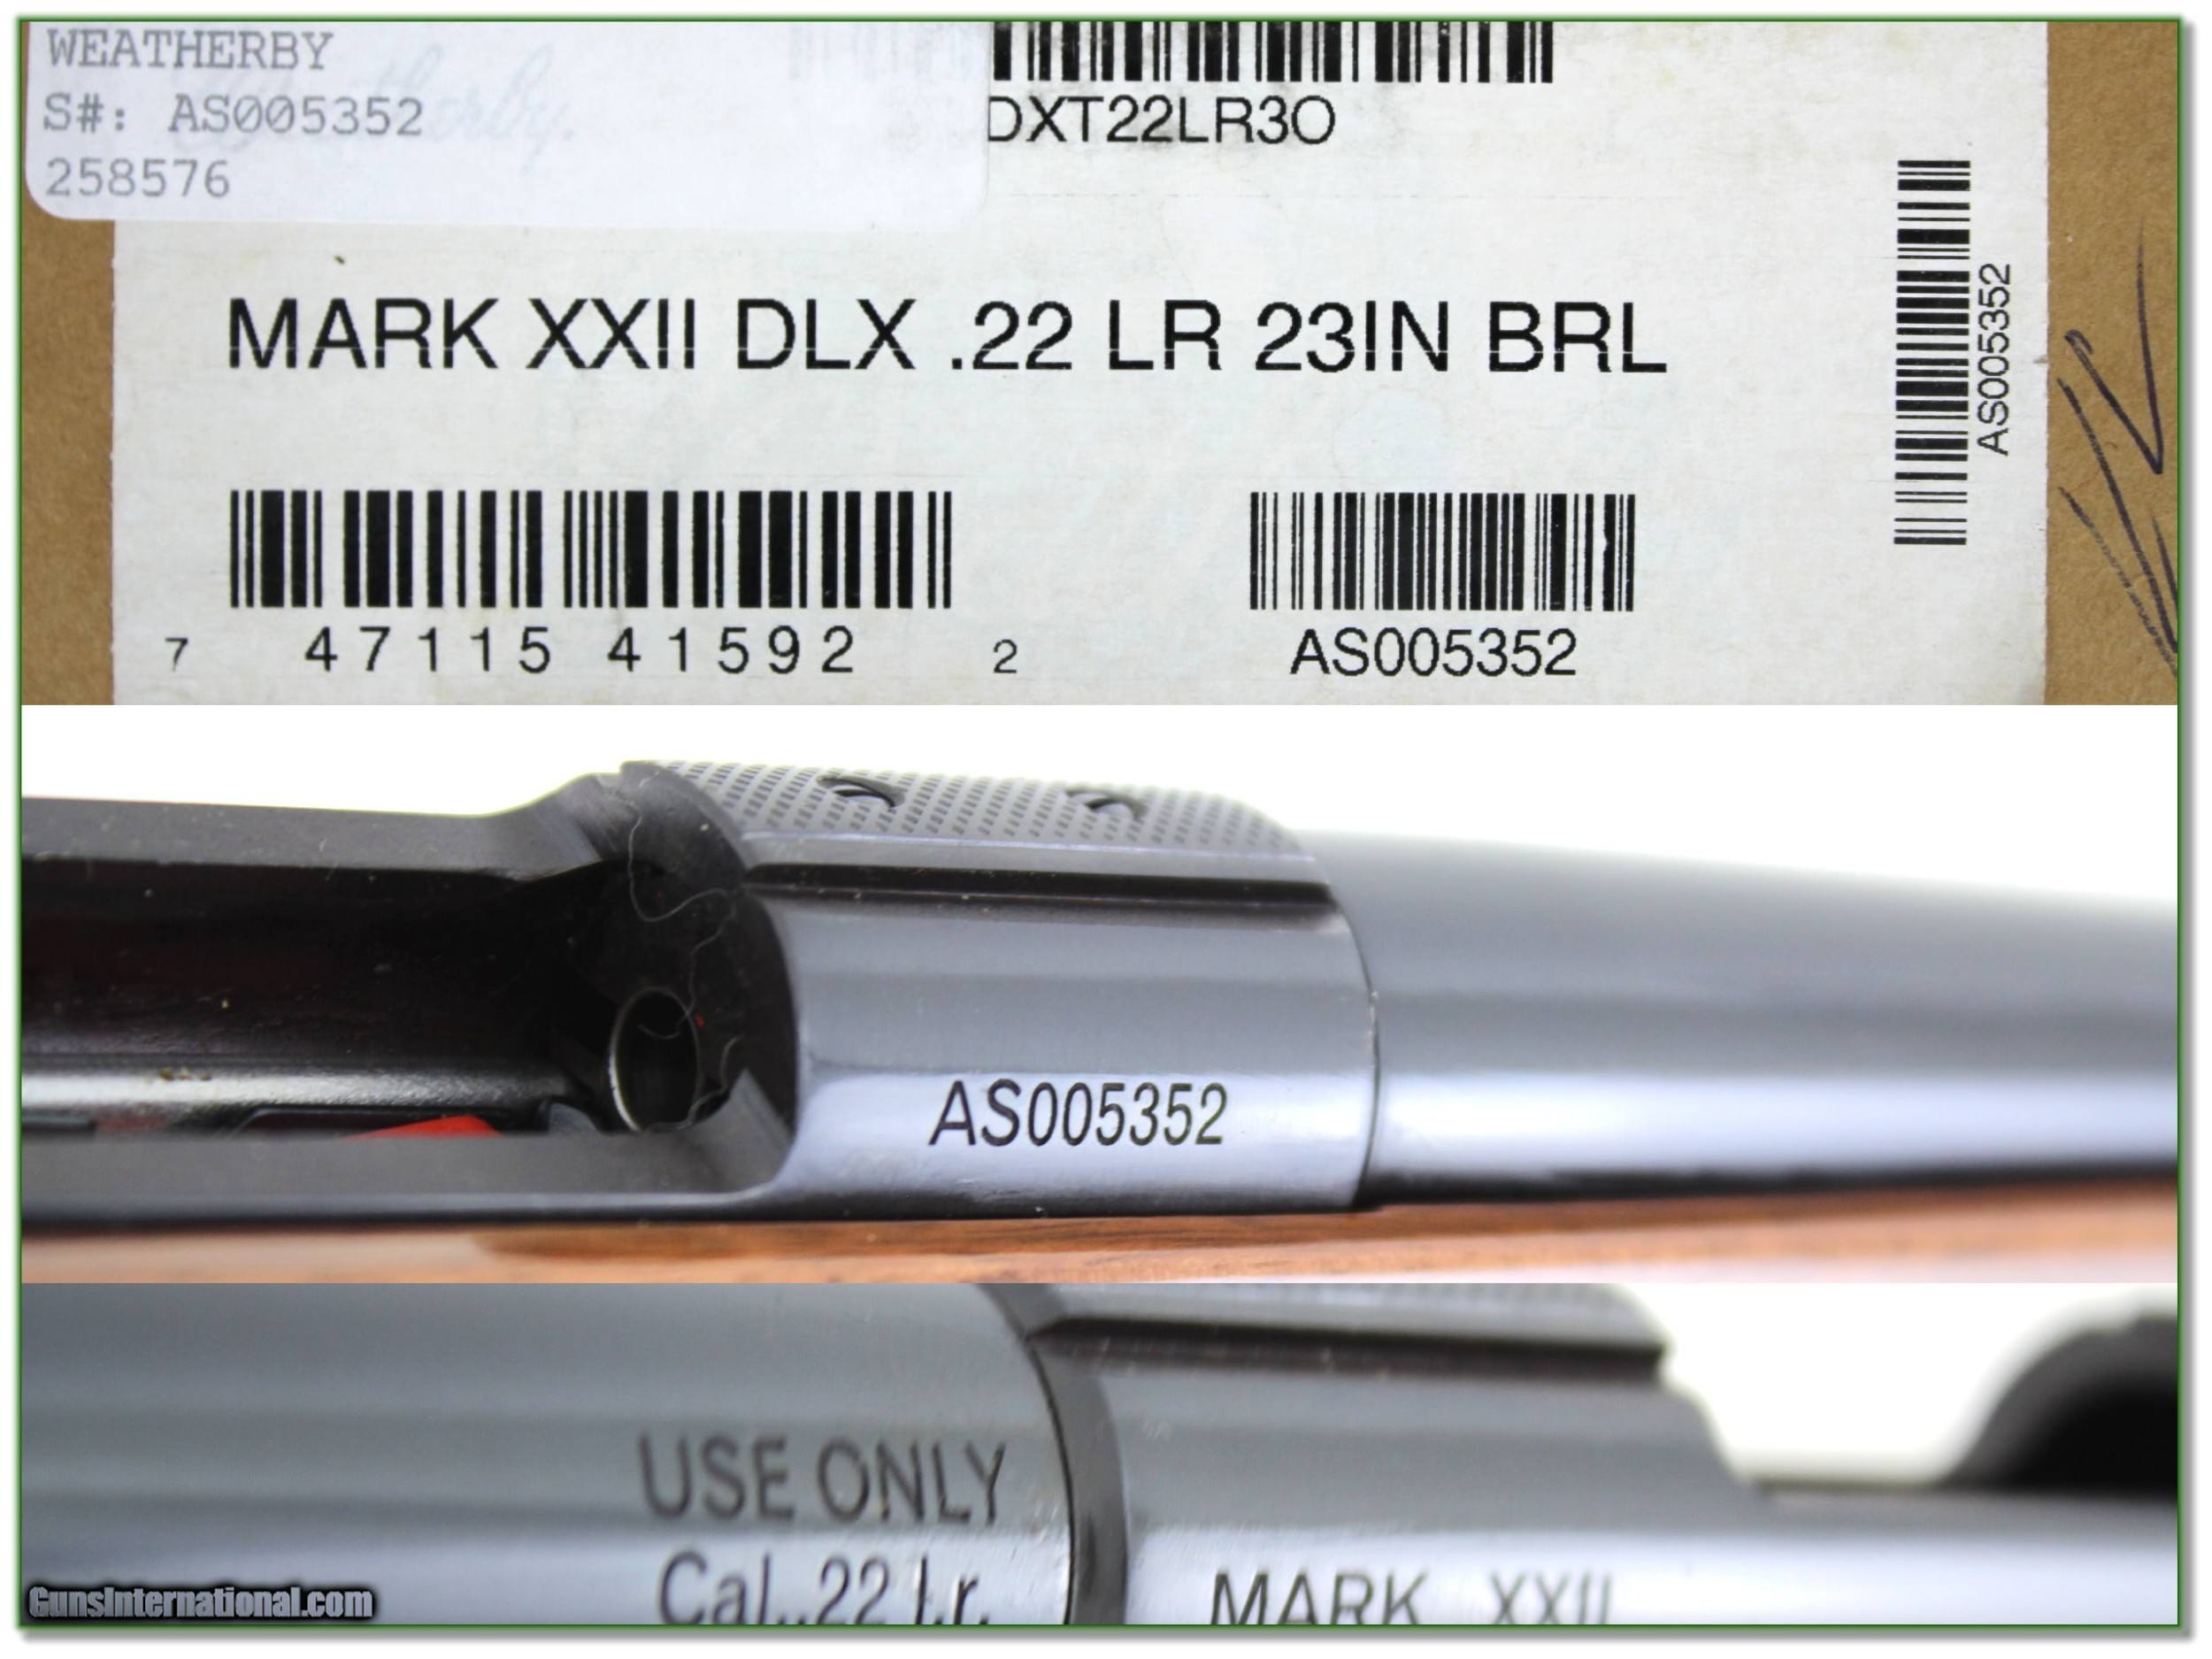 WEATHERBY
S#: AS005352
258576
DXT22LR3O
MARK XXII DLX .22 LR 23IN BRL
AS005352
7 47115 41592 2
AS005352
AS005352
USE ONLY
Cal..22 l.r.
MARK XXII
GunsInternational.com